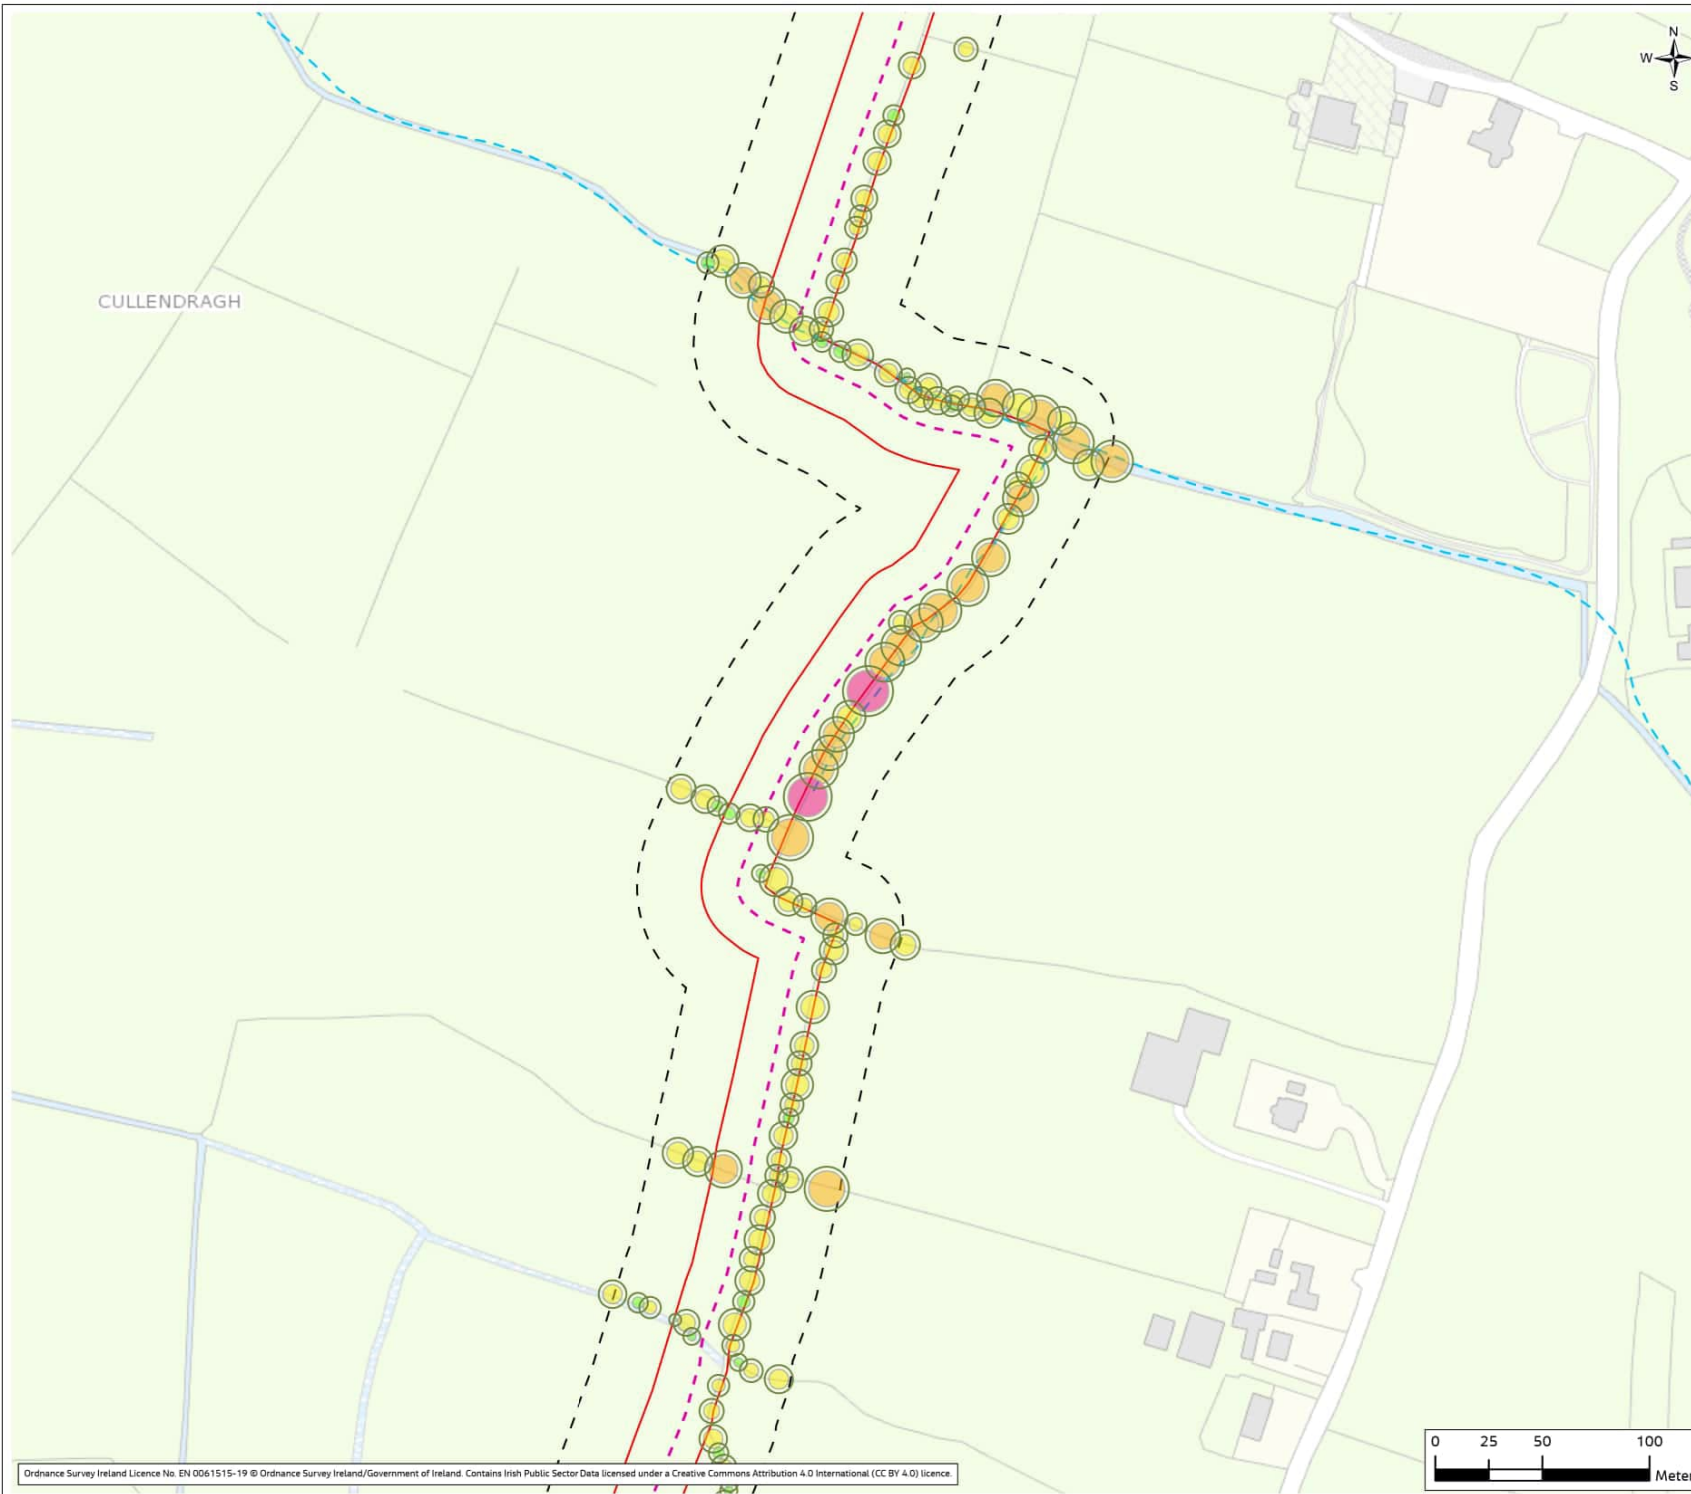 N
W
S
CULLENDRAGH
0 25 50 100
Meter
Ordnance Survey Ireland Licence No. EN 0061515-19 © Ordnance Survey Ireland/Government of Ireland. Contains Irish Public Sector Data licensed under a Creative Commons Attribution 4.0 International (CC BY 4.0) licence.